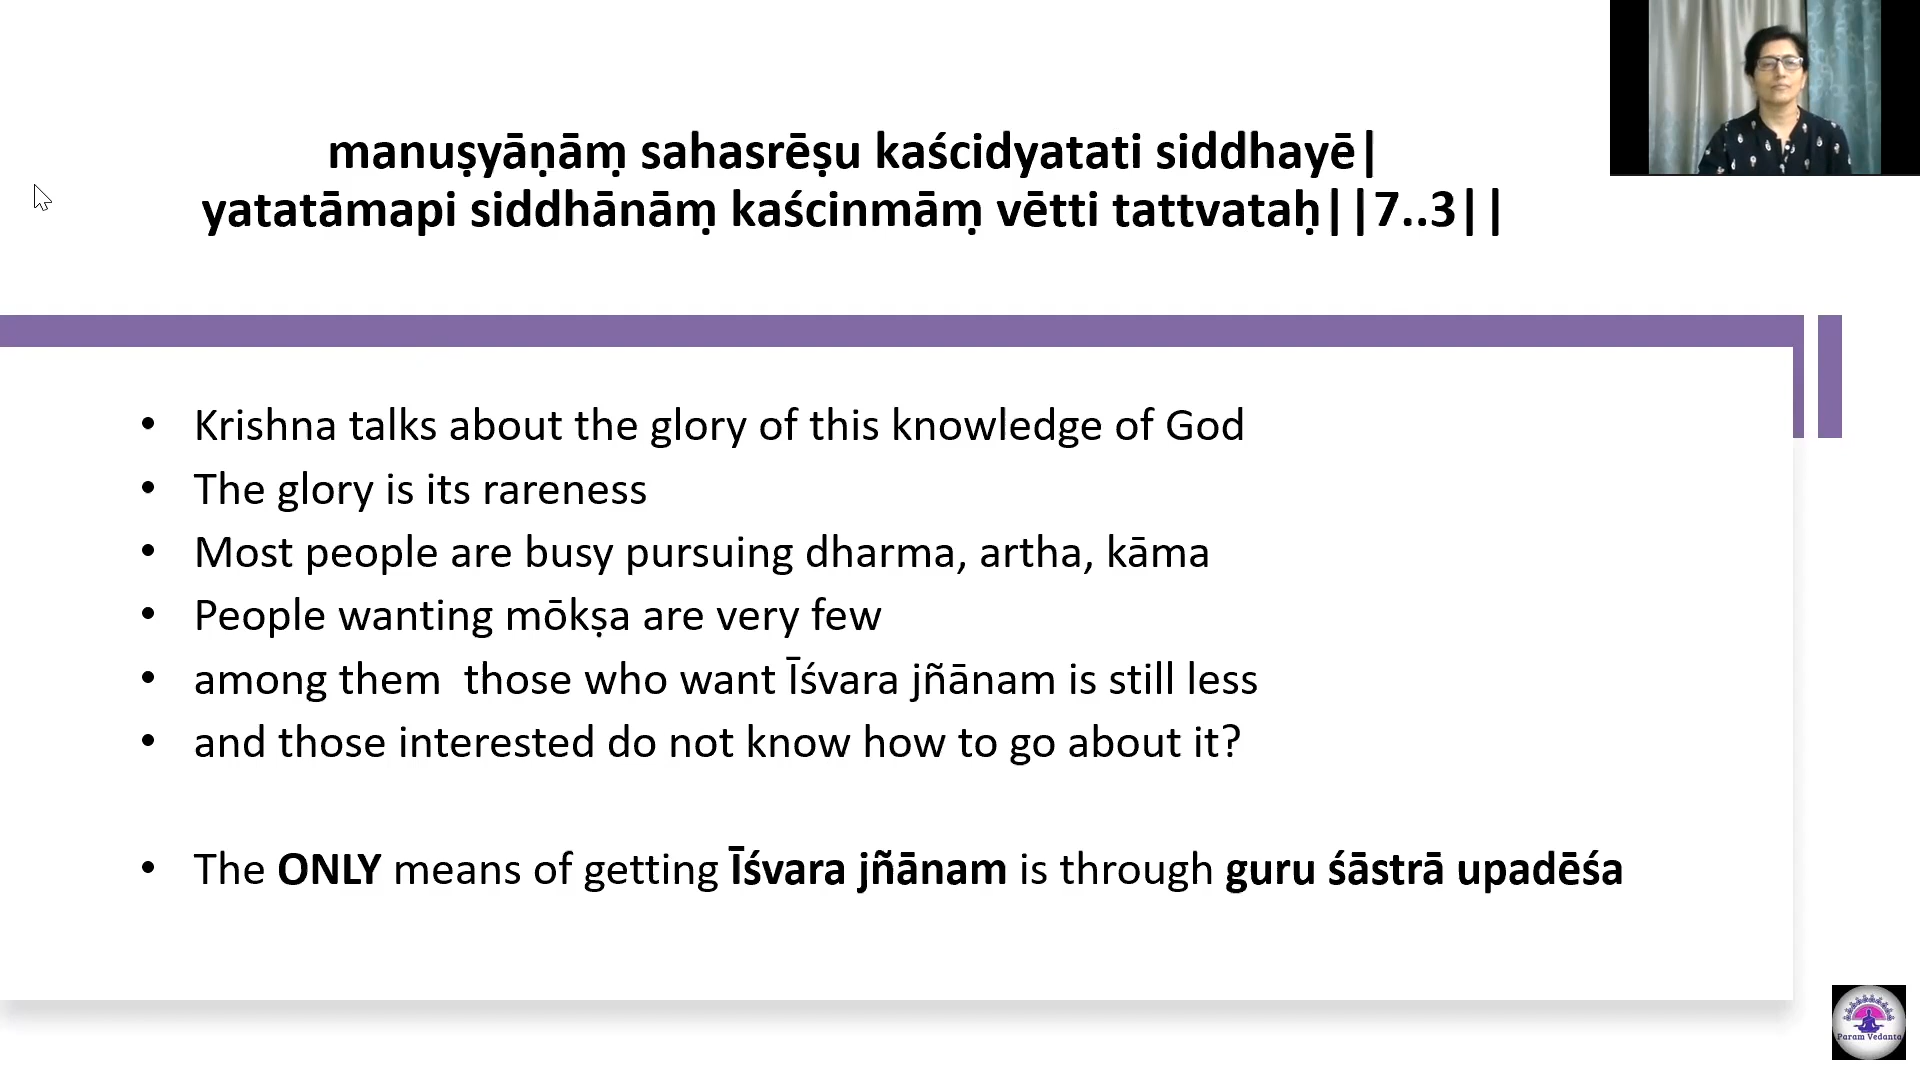 manuṣyāṇāṃ sahasrēṣu kaścidyatati siddhayē|
yatatāmapi siddhānāṃ kaścinmāṃ vētti tattvataḥ||7..3||
• Krishna talks about the glory of this knowledge of God
• The glory is its rareness
• Most people are busy pursuing dharma, artha, kāma
• People wanting mōkṣa are very few
• among them  those who want Īśvara jñānam is still less
• and those interested do not know how to go about it?
• The ONLY means of getting Īśvara jñānam is through guru śāstrā upadēśa
Param Vedanta